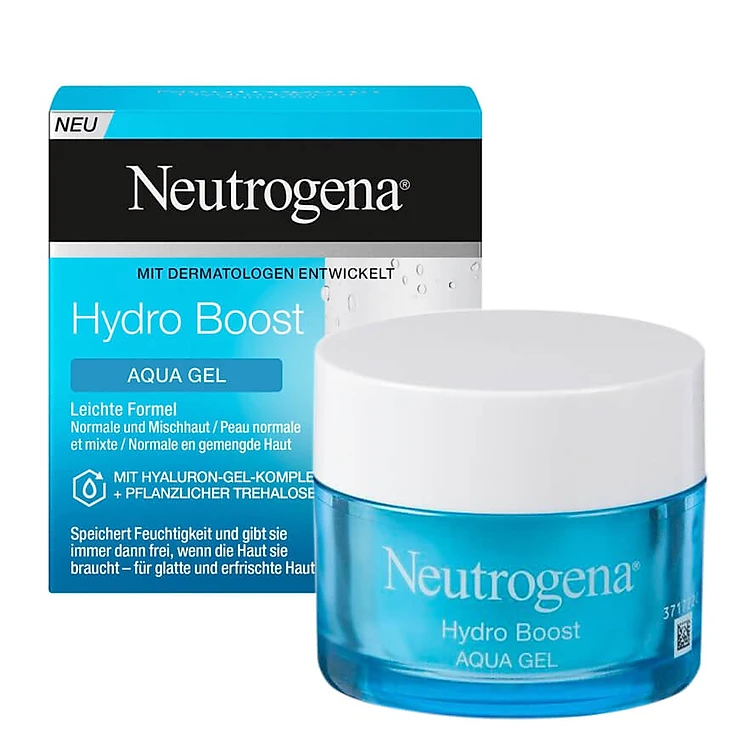 NEU
Neutrogena®
MIT DERMATOLOGEN ENTWICKELT
Hydro Boost
AQUA GEL
Leichte Formel
Normale und Mischhaut / Peau normale
et mixte / Normale en gemengde Haut
MIT HYALURON-GEL-KOMPLE
+ PFLANZLICHER TREHALOSE
Speichert Feuchtigkeit und gibt sie
immer dann frei, wenn die Haut sie
braucht – für glatte und erfrischte Haut
Neutrogena®
Hydro Boost
AQUA GEL